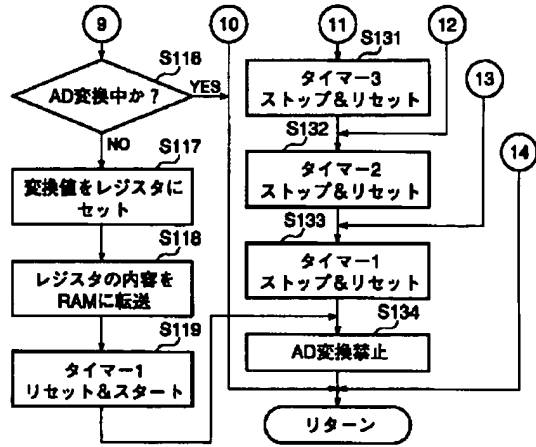 9
S116
AD変換中か？
YES
NO
S117
変換値をレジスタに
セット
S118
レジスタの内容を
RAMに転送
S119
タイマー1
リセット＆スタート
10
11
12
S131
タイマー3
ストップ＆リセット
13
S132
タイマー2
ストップ＆リセット
14
S133
タイマー1
ストップ＆リセット
S134
AD変換禁止
リターン